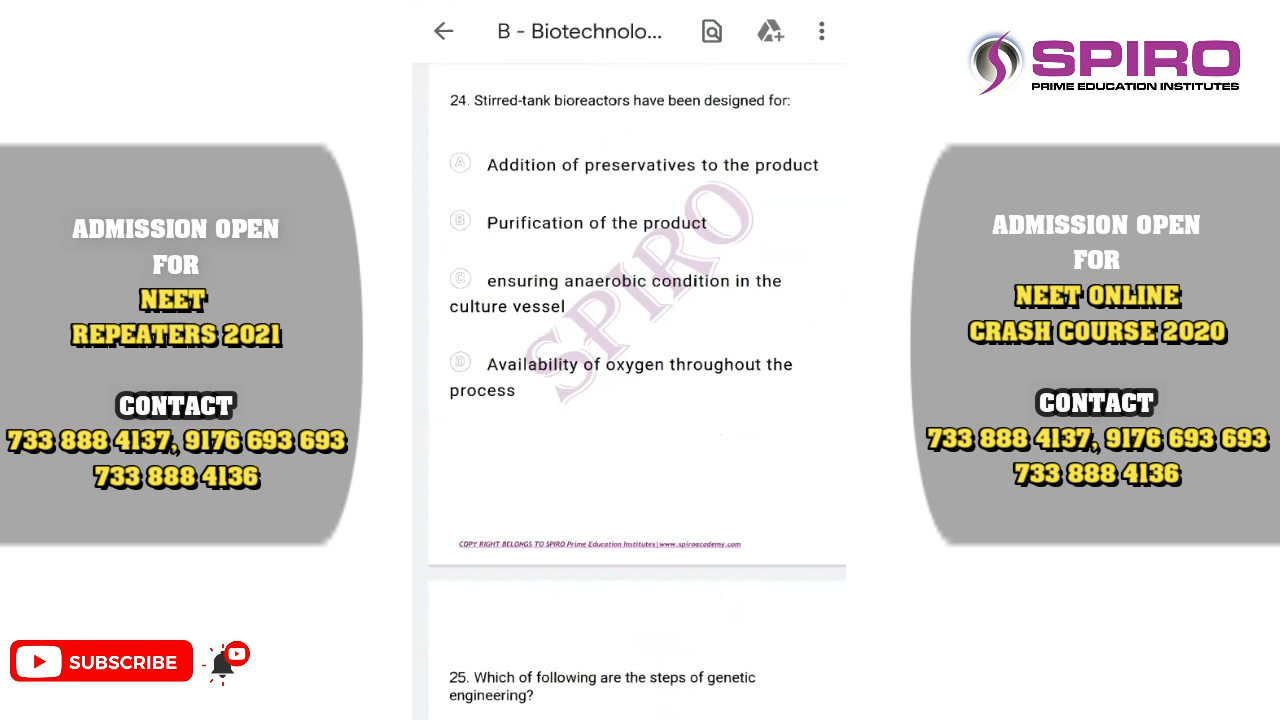 B - Biotechnolo...
SPIRO
PRIME EDUCATION INSTITUTES
24. Stirred-tank bioreactors have been designed for:
A Addition of preservatives to the product
B Purification of the product
C ensuring anaerobic condition in the
culture vessel
D Availability of oxygen throughout the
process
SPIRO
COPY RIGHT BELONGS TO SPIRO Prime Education Institutes|www.spiroacademy.com
25. Which of following are the steps of genetic
engineering?
ADMISSION OPEN
FOR
NEET
REPEATERS 2021
CONTACT
733 888 4137, 9176 693 693
733 888 4136
ADMISSION OPEN
FOR
NEET ONLINE
CRASH COURSE 2020
CONTACT
733 888 4137, 9176 693 693
733 888 4136
SUBSCRIBE